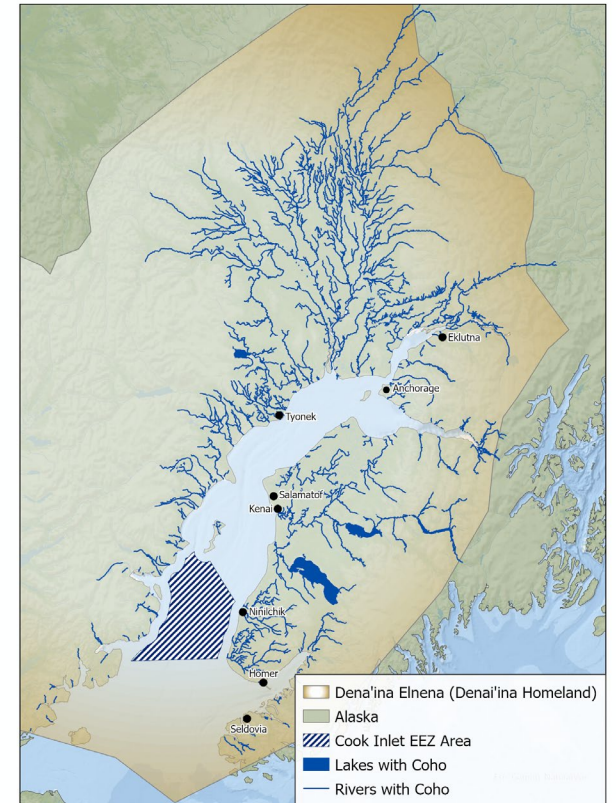 Eklutna
Anchorage
Tyonek
Salamatof
Kenai
Ninilchik
Homer
Seldovia
Dena'ina Elnena (Denai'ina Homeland)
Alaska
Cook Inlet EEZ Area
Lakes with Coho
Rivers with Coho